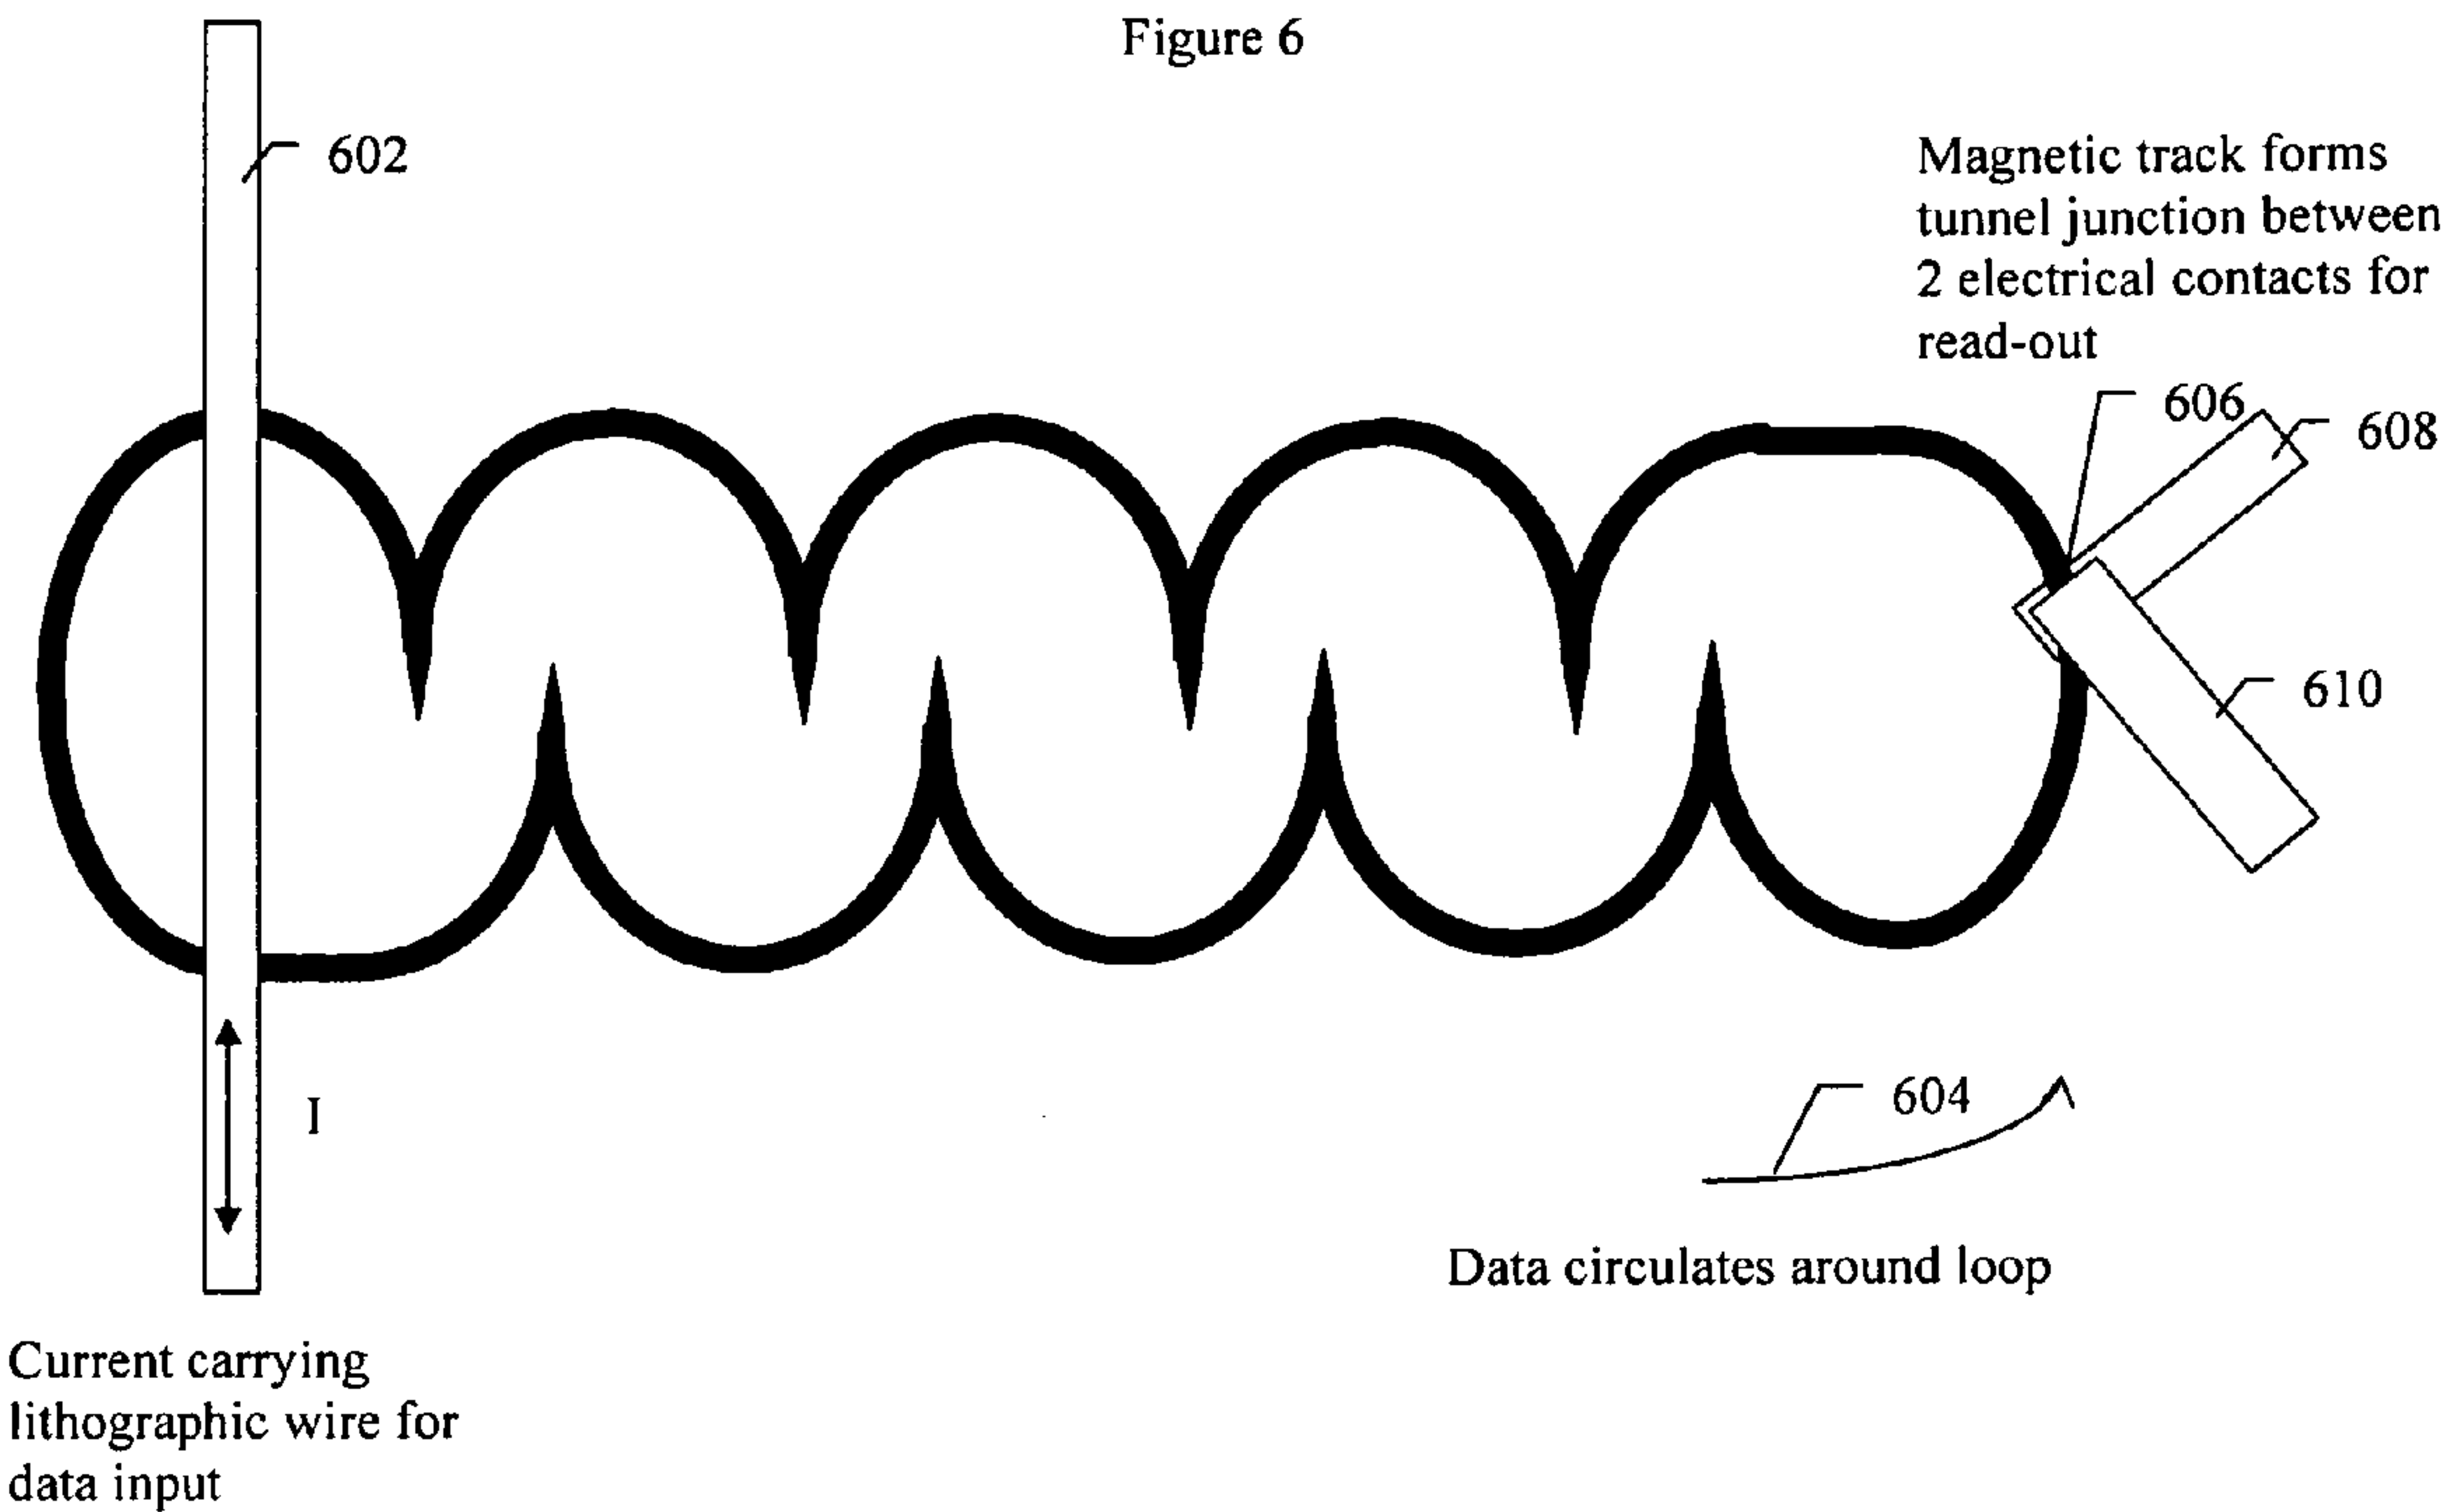 Figure 6
602
Magnetic track forms
tunnel junction between
2 electrical contacts for
read-out
606
608
610
I
604
Data circulates around loop
Current carrying
lithographic wire for
data input